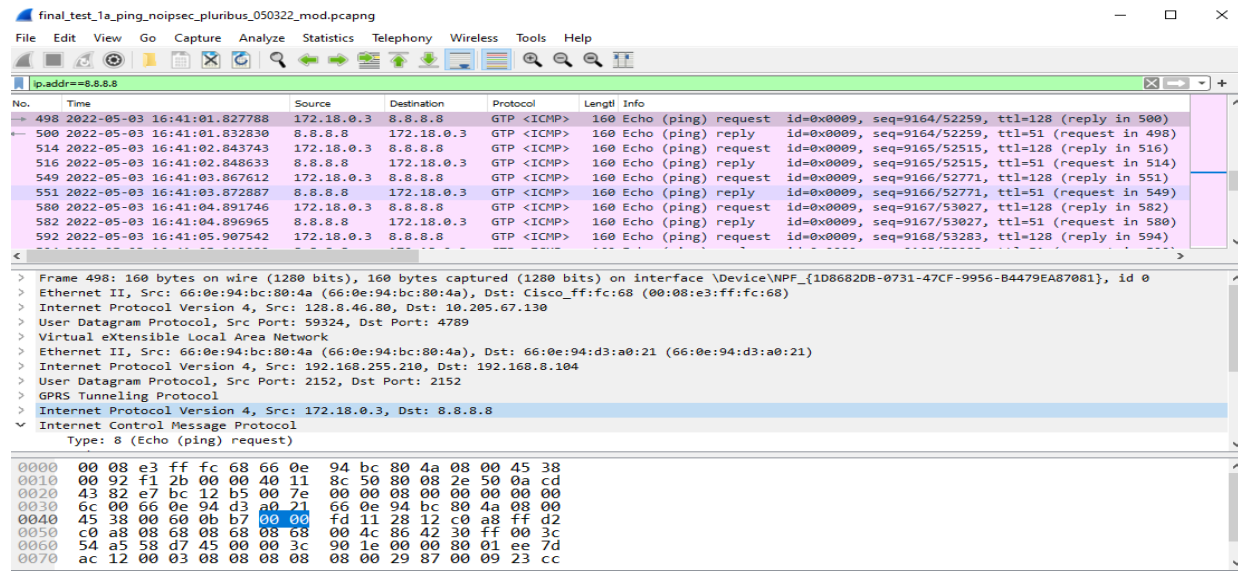 final_test_1a_ping_noipsec_pluribus_050322_mod.pcapng
File Edit View Go Capture Analyze Statistics Telephony Wireless Tools Help
ip.addr==8.8.8.8
No. Time Source Destination Protocol Lengtl Info
498 2022-05-03 16:41:01.827788 172.18.0.3 8.8.8.8 GTP <ICMP> 160 Echo (ping) request id=0x0009, seq=9164/52259, ttl=128 (reply in 500)
500 2022-05-03 16:41:01.832830 8.8.8.8 172.18.0.3 GTP <ICMP> 160 Echo (ping) reply id=0x0009, seq=9164/52259, ttl=51 (request in 498)
514 2022-05-03 16:41:02.843743 172.18.0.3 8.8.8.8 GTP <ICMP> 160 Echo (ping) request id=0x0009, seq=9165/52515, ttl=128 (reply in 516)
516 2022-05-03 16:41:02.848633 8.8.8.8 172.18.0.3 GTP <ICMP> 160 Echo (ping) reply id=0x0009, seq=9165/52515, ttl=51 (request in 514)
549 2022-05-03 16:41:03.867612 172.18.0.3 8.8.8.8 GTP <ICMP> 160 Echo (ping) request id=0x0009, seq=9166/52771, ttl=128 (reply in 551)
551 2022-05-03 16:41:03.872887 8.8.8.8 172.18.0.3 GTP <ICMP> 160 Echo (ping) reply id=0x0009, seq=9166/52771, ttl=51 (request in 549)
580 2022-05-03 16:41:04.891746 172.18.0.3 8.8.8.8 GTP <ICMP> 160 Echo (ping) request id=0x0009, seq=9167/53027, ttl=128 (reply in 582)
582 2022-05-03 16:41:04.896965 8.8.8.8 172.18.0.3 GTP <ICMP> 160 Echo (ping) reply id=0x0009, seq=9167/53027, ttl=51 (request in 580)
592 2022-05-03 16:41:05.907542 172.18.0.3 8.8.8.8 GTP <ICMP> 160 Echo (ping) request id=0x0009, seq=9168/53283, ttl=128 (reply in 594)
> Frame 498: 160 bytes on wire (1280 bits), 160 bytes captured (1280 bits) on interface \Device\NPF_{1D8682DB-0731-47CF-9956-B4479EA87081}, id 0
> Ethernet II, Src: 66:0e:94:bc:80:4a (66:0e:94:bc:80:4a), Dst: Cisco_ff:fc:68 (00:08:e3:ff:fc:68)
> Internet Protocol Version 4, Src: 128.8.46.80, Dst: 10.205.67.130
> User Datagram Protocol, Src Port: 59324, Dst Port: 4789
> Virtual eXtensible Local Area Network
> Ethernet II, Src: 66:0e:94:bc:80:4a (66:0e:94:bc:80:4a), Dst: 66:0e:94:d3:a0:21 (66:0e:94:d3:a0:21)
> Internet Protocol Version 4, Src: 192.168.255.210, Dst: 192.168.8.104
> User Datagram Protocol, Src Port: 2152, Dst Port: 2152
> GPRS Tunneling Protocol
> Internet Protocol Version 4, Src: 172.18.0.3, Dst: 8.8.8.8
Internet Control Message Protocol
Type: 8 (Echo (ping) request)
0000 00 08 e3 ff fc 68 66 0e 94 bc 80 4a 08 00 45 38
0010 00 92 f1 2b 00 00 40 11 8c 50 80 08 2e 50 0a cd
0020 43 82 e7 bc 12 b5 00 7e 00 00 08 00 00 00 00 00
0030 6c 00 66 0e 94 d3 a0 21 66 0e 94 bc 80 4a 08 00
0040 45 38 00 60 0b b7 00 00 fd 11 28 12 c0 a8 ff d2
0050 c0 a8 08 68 08 68 08 68 00 4c 86 42 30 ff 00 3c
0060 54 a5 58 d7 45 00 00 3c 90 1e 00 00 80 01 ee 7d
0070 ac 12 00 03 08 08 08 08 08 00 29 87 00 09 23 cc